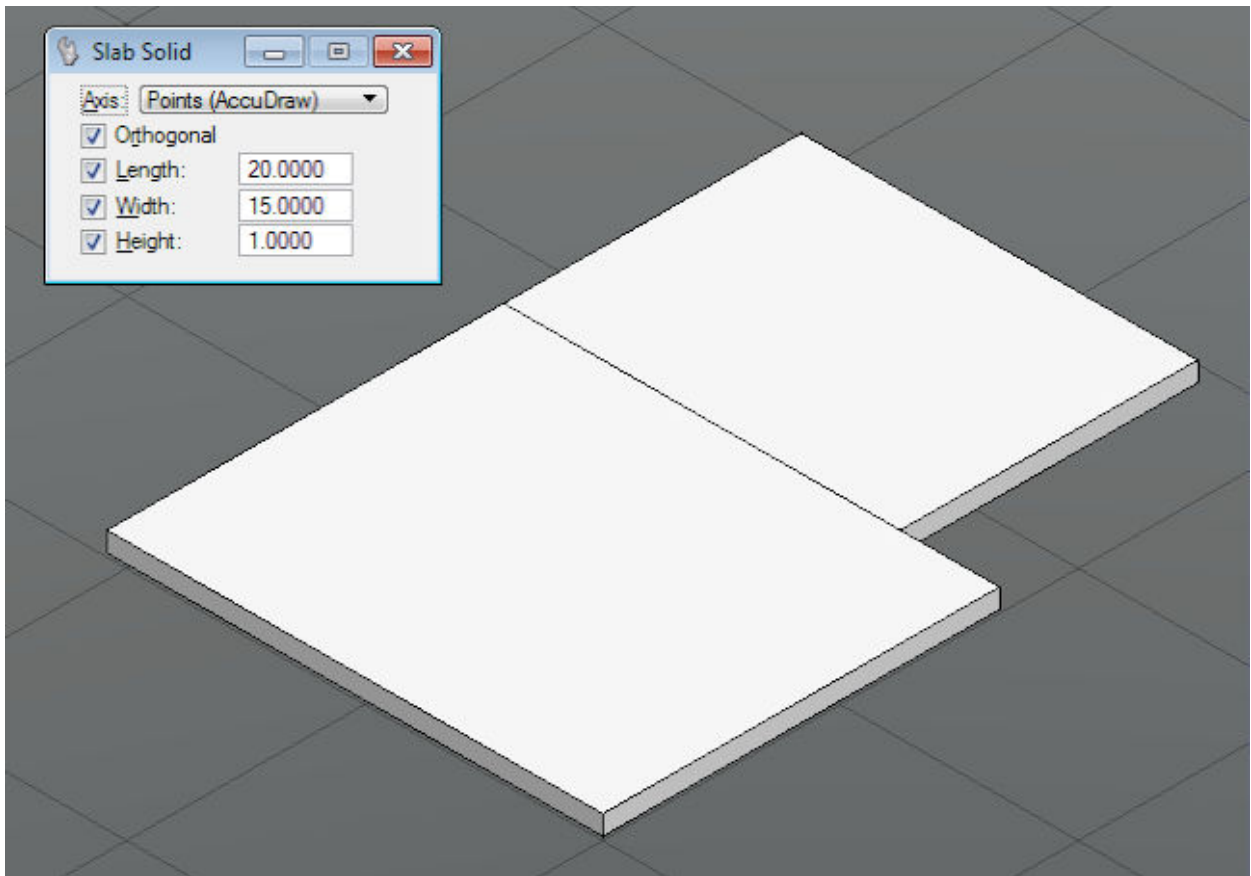 Slab Solid
Axis: Points (AccuDraw)
Orthogonal
Length: 20.0000
Width: 15.0000
Height: 1.0000